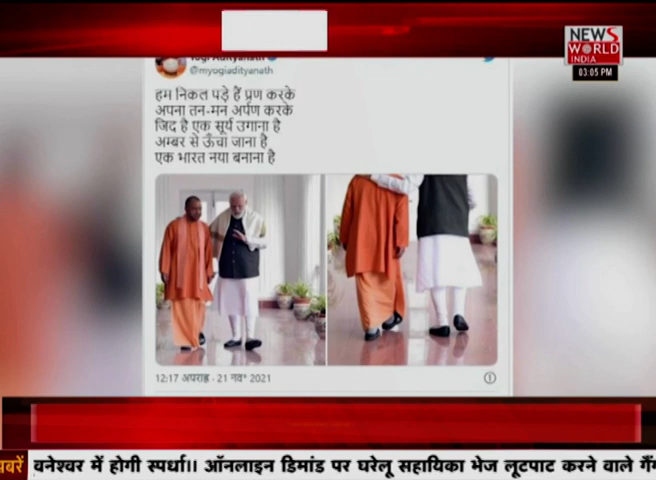 NEWS
WORLD
INDIA
03:05 PM
Yogi Adityanath
@myogiadityanath
हम निकल पड़े हैं प्रण करके
अपना तन-मन अर्पण करके
जिद है एक सूर्य उगाना है
अम्बर से ऊँचा जाना है
एक भारत नया बनाना है
12:17 अपराह्न · 21 नव॰ 2021
वनेश्वर में होगी स्पर्धा।। ऑनलाइन डिमांड पर घरेलू सहायिका भेज लूटपाट करने वाले